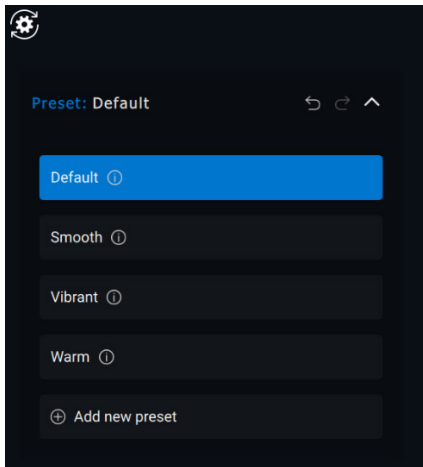 Preset: Default
Default
Smooth
Vibrant
Warm
Add new preset